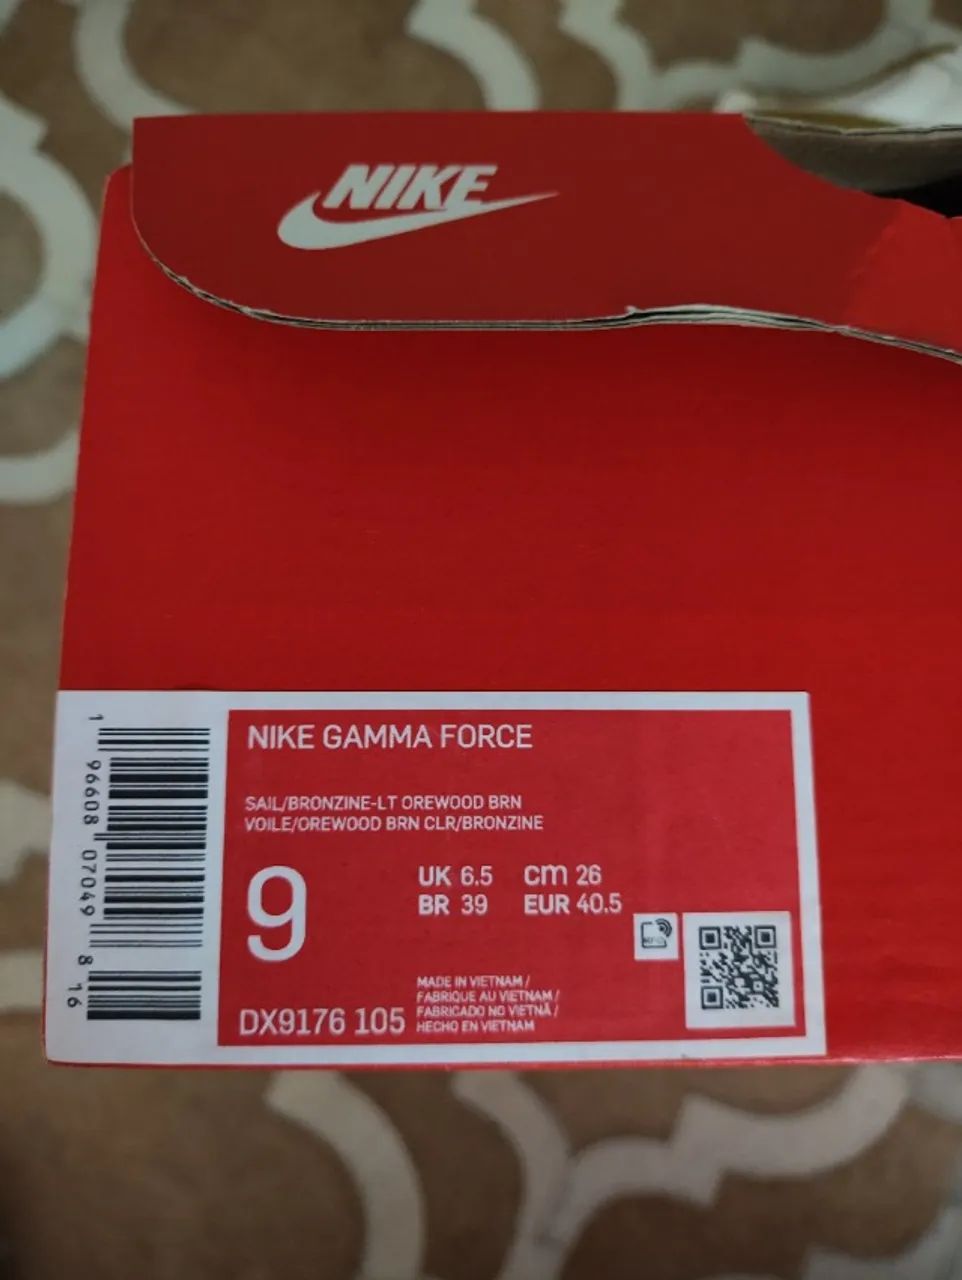 NIKE
NIKE GAMMA FORCE
SAIL/BRONZINE-LT OREWOOD BRN
VOILE/OREWOOD BRN CLR/BRONZINE
9
UK 6.5 cm 26
BR 39 EUR 40.5
MADE IN VIETNAM /
FABRIQUE AU VIETNAM /
FABRICADO NO VIETNÃ /
HECHO EN VIETNAM
DX9176 105
1 96608 07049 8 16